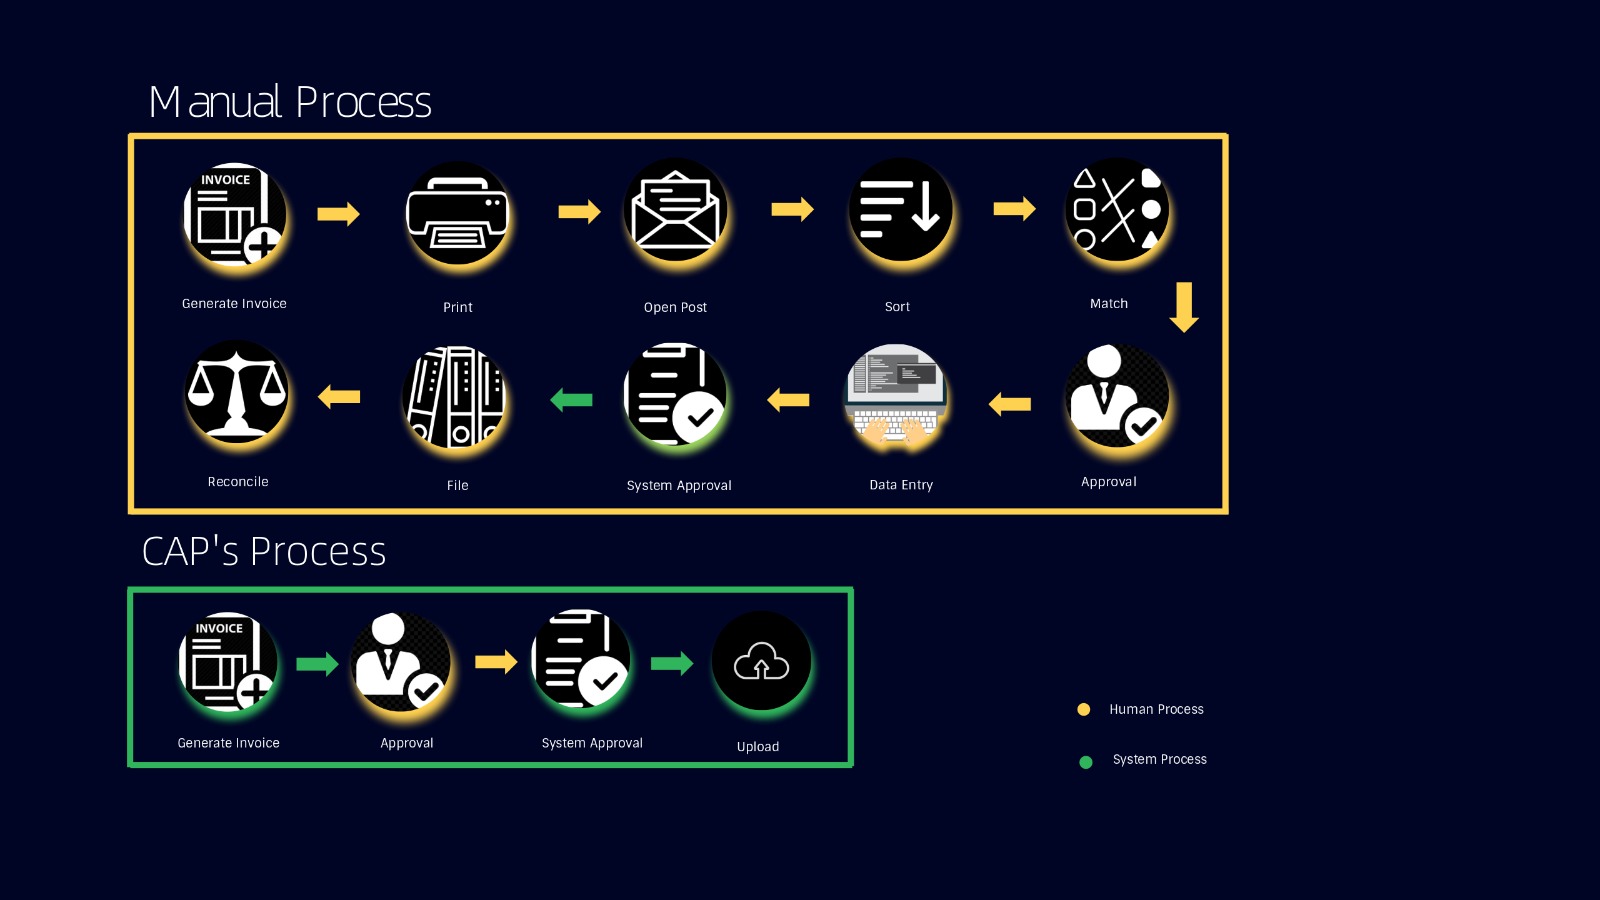 Manual Process
INVOICE
Generate Invoice
Print
Open Post
Sort
Match
Reconcile
File
System Approval
Data Entry
Approval
CAP's Process
INVOICE
Generate Invoice
Approval
System Approval
Upload
Human Process
System Process